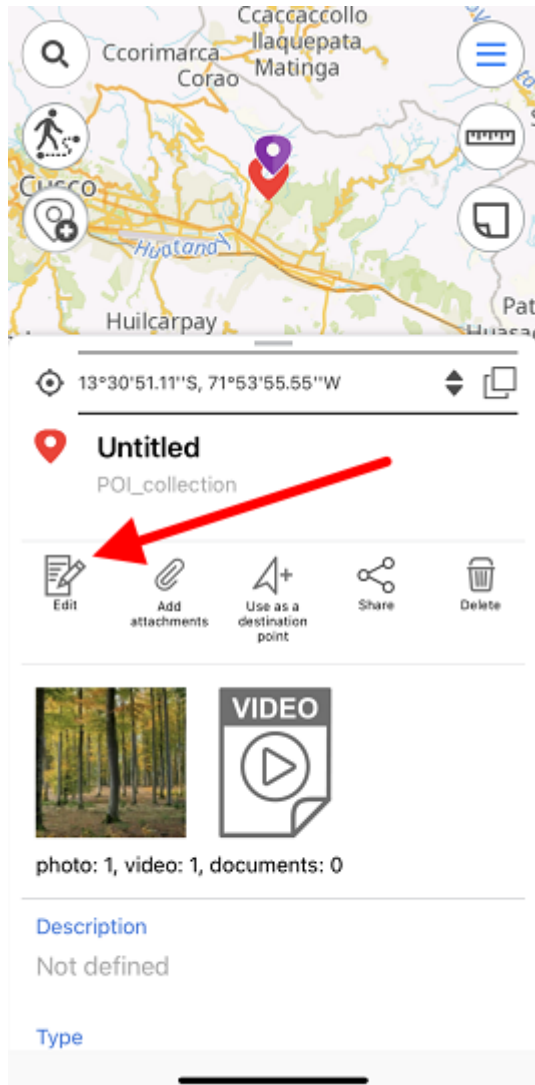 Ccaccaccollo
Ccorimarca
llaquepata
Corao
Matinga
Cusco
Huatanay
Huilcarpay
Pat
13°30'51.11''S, 71°53'55.55''W
Untitled
POI_collection
Edit
Add
attachments
Use as a
destination
point
Share
Delete
VIDEO
photo: 1, video: 1, documents: 0
Description
Not defined
Type